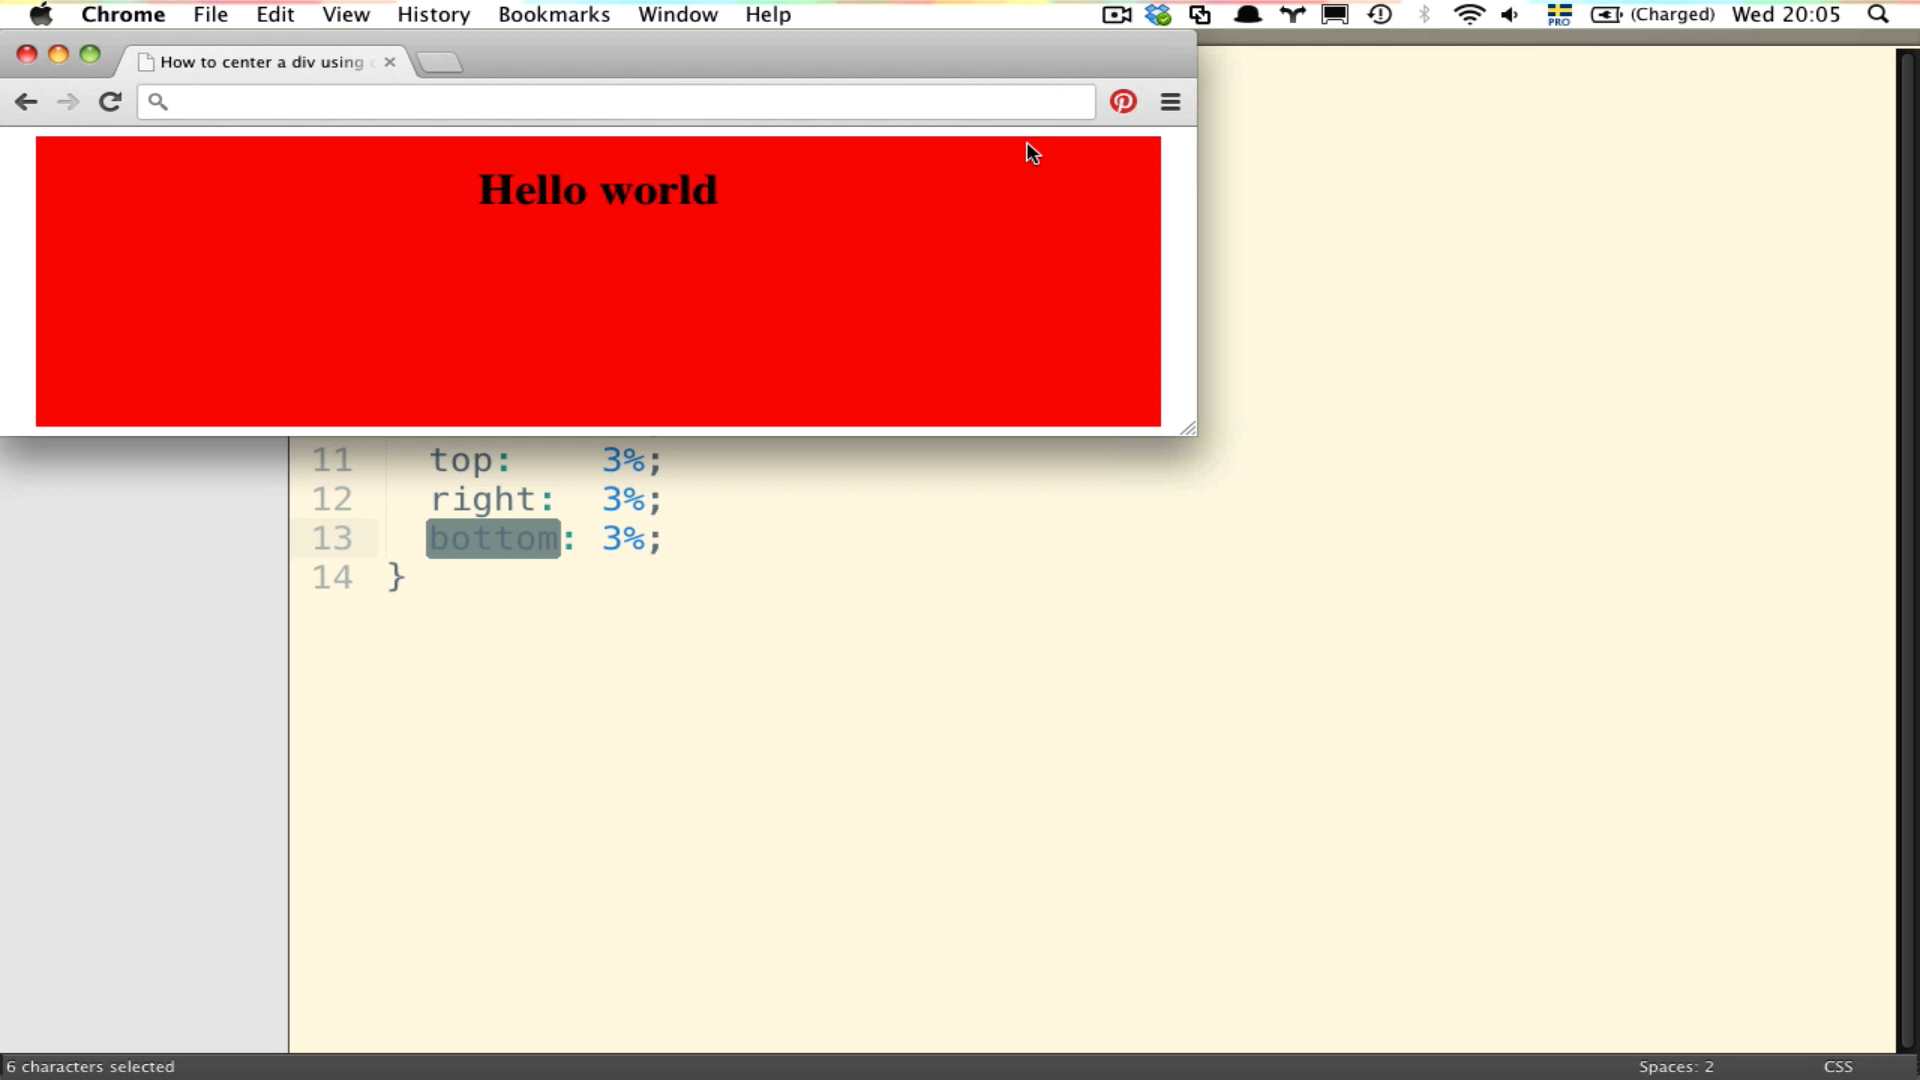 Chrome File Edit View History Bookmarks Window Help PRO (Charged) Wed 20:05
How to center a div using
Hello world
11 top: 3%;
12 right: 3%;
13 bottom: 3%;
14 }
6 characters selected Spaces: 2 CSS